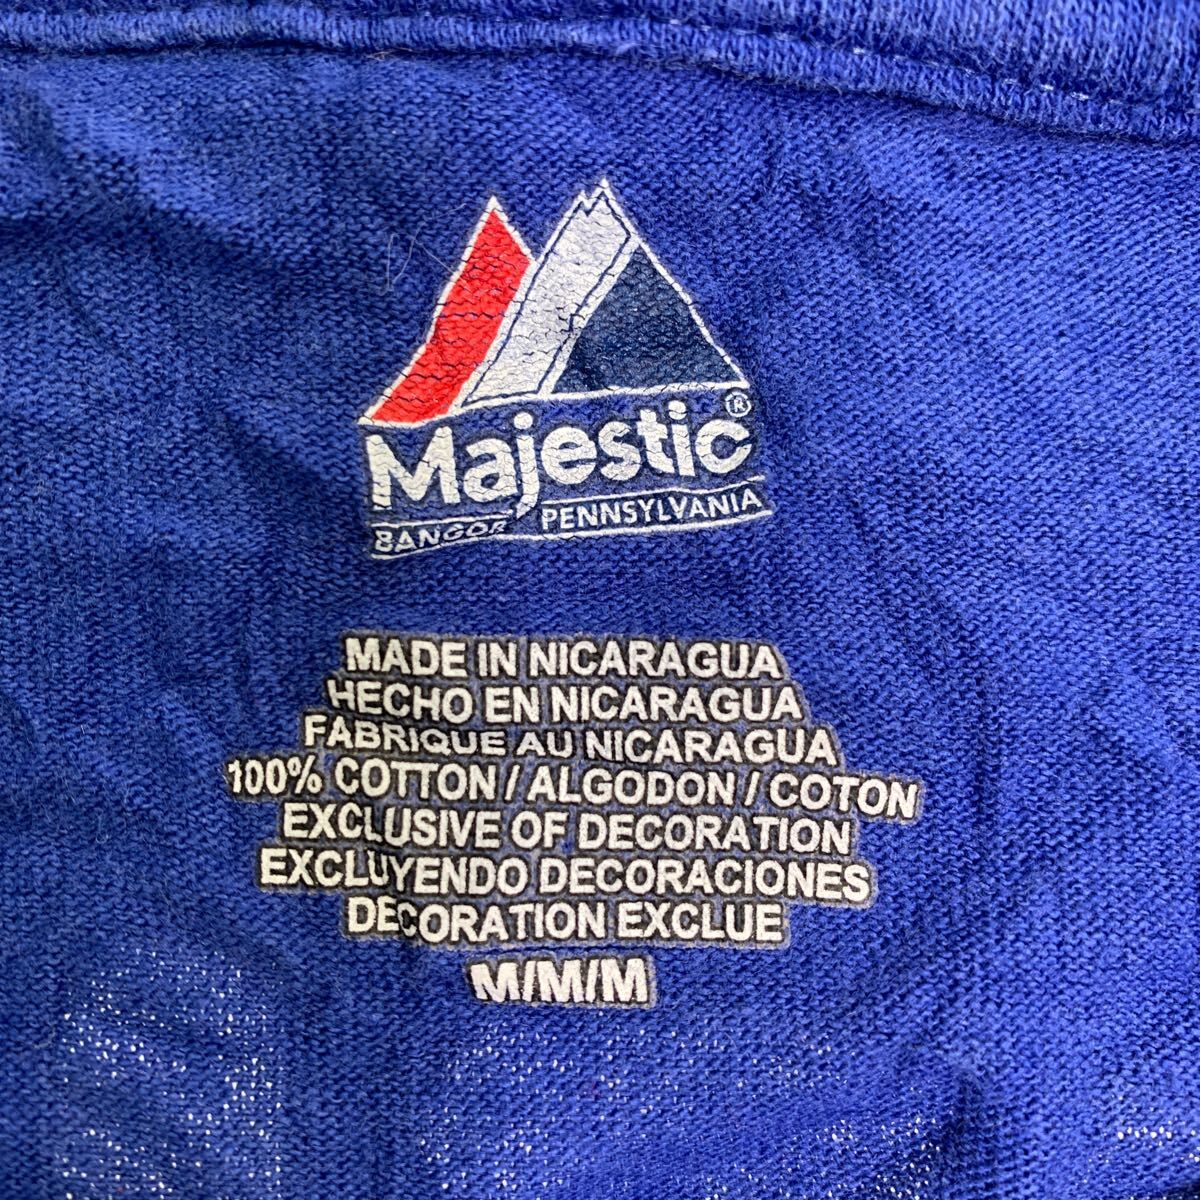 Majestic®
BANGOR PENNSYLVANIA
MADE IN NICARAGUA
HECHO EN NICARAGUA
FABRIQUE AU NICARAGUA
100% COTTON / ALGODON / COTON
EXCLUSIVE OF DECORATION
EXCLUYENDO DECORACIONES
DECORATION EXCLUE
M/M/M